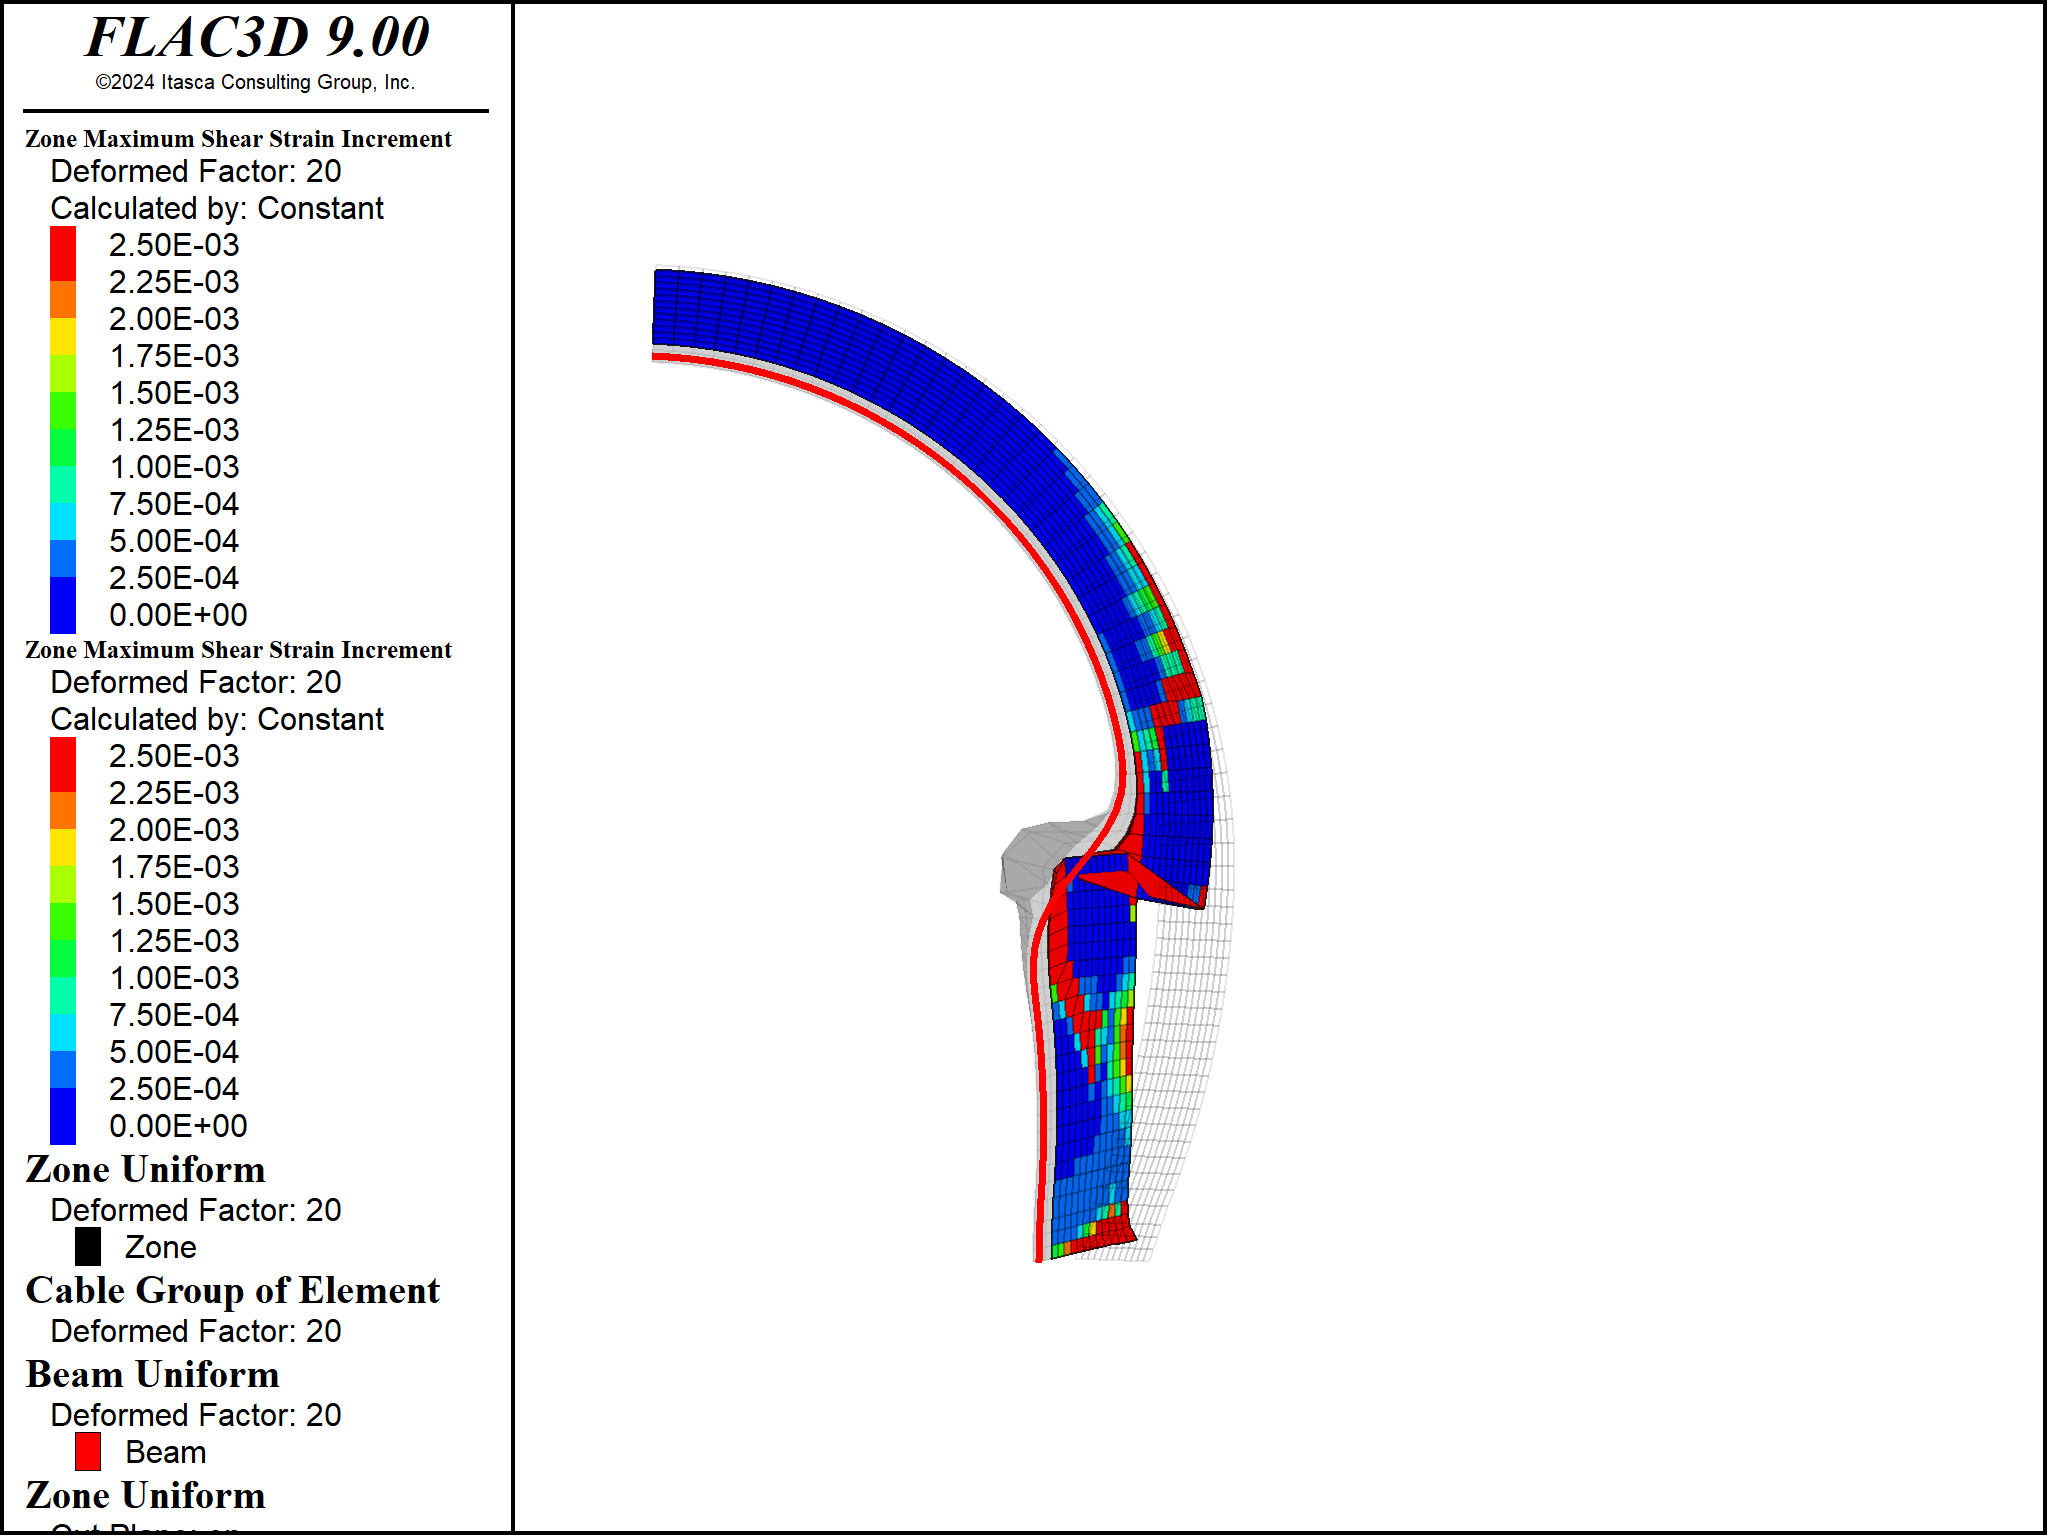 FLAC3D 9.00
©2024 Itasca Consulting Group, Inc.
Zone Maximum Shear Strain Increment
Deformed Factor: 20
Calculated by: Constant
2.50E-03
2.25E-03
2.00E-03
1.75E-03
1.50E-03
1.25E-03
1.00E-03
7.50E-04
5.00E-04
2.50E-04
0.00E+00
Zone Maximum Shear Strain Increment
Deformed Factor: 20
Calculated by: Constant
2.50E-03
2.25E-03
2.00E-03
1.75E-03
1.50E-03
1.25E-03
1.00E-03
7.50E-04
5.00E-04
2.50E-04
0.00E+00
Zone Uniform
Deformed Factor: 20
Zone
Cable Group of Element
Deformed Factor: 20
Beam Uniform
Deformed Factor: 20
Beam
Zone Uniform